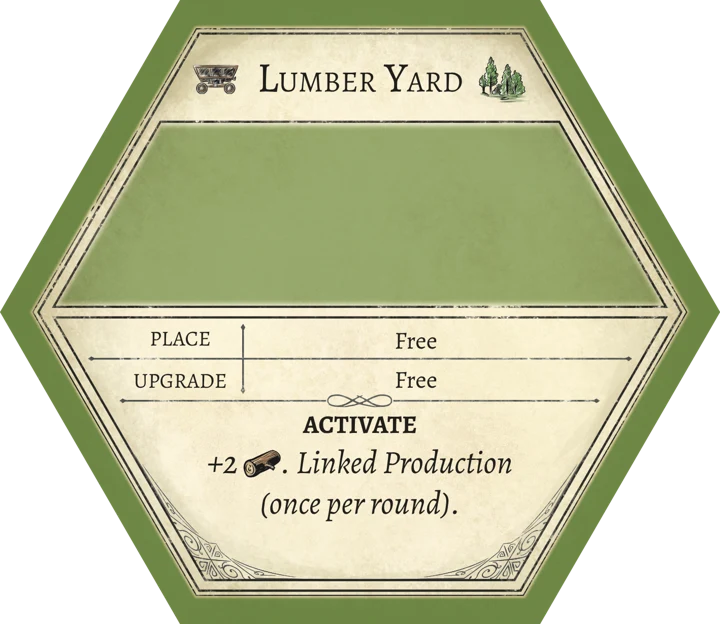 Lumber Yard
PLACE Free
UPGRADE Free
ACTIVATE
+2 . Linked Production
(once per round).